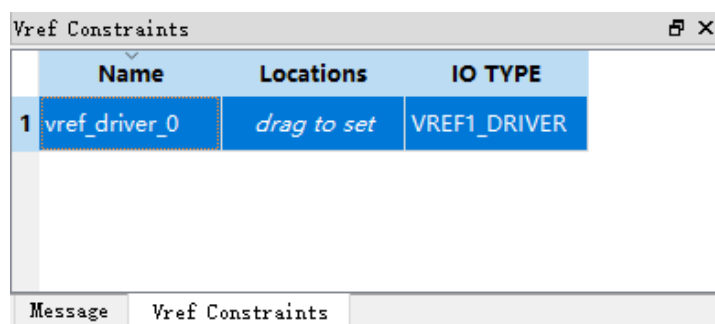 Vref Constraints
Name Locations IO TYPE
1 vref_driver_0 drag to set VREF1_DRIVER
Message Vref Constraints